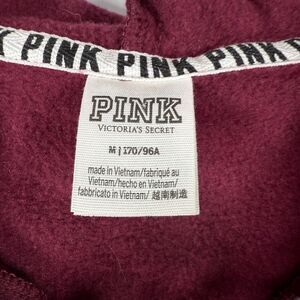 PINK PINK PINK PINK
PINK
VICTORIA'S SECRET
M | 170/96A
made in Vietnam/fabriqué au
Vietnam/hecho en Vietnam/
fabbricato in Vietnam/ 越南制造